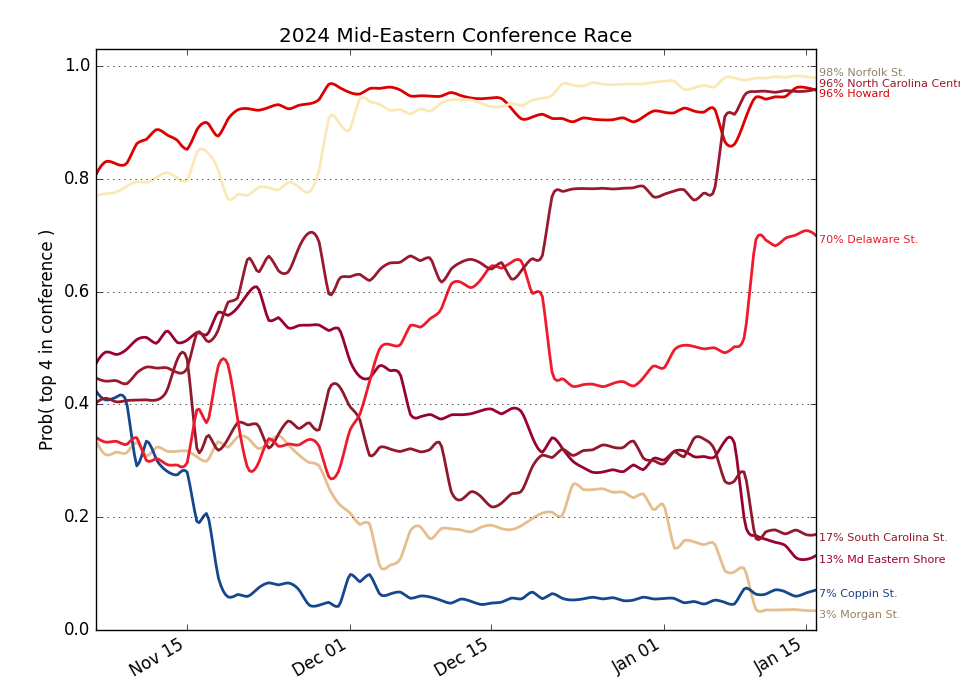 2024 Mid-Eastern Conference Race
Prob( top 4 in conference )
1.0
0.8
0.6
0.4
0.2
0.0
98% Norfolk St.
96% North Carolina Centr
96% Howard
70% Delaware St.
17% South Carolina St.
13% Md Eastern Shore
7% Coppin St.
3% Morgan St.
Nov 15
Dec 01
Dec 15
Jan 01
Jan 15